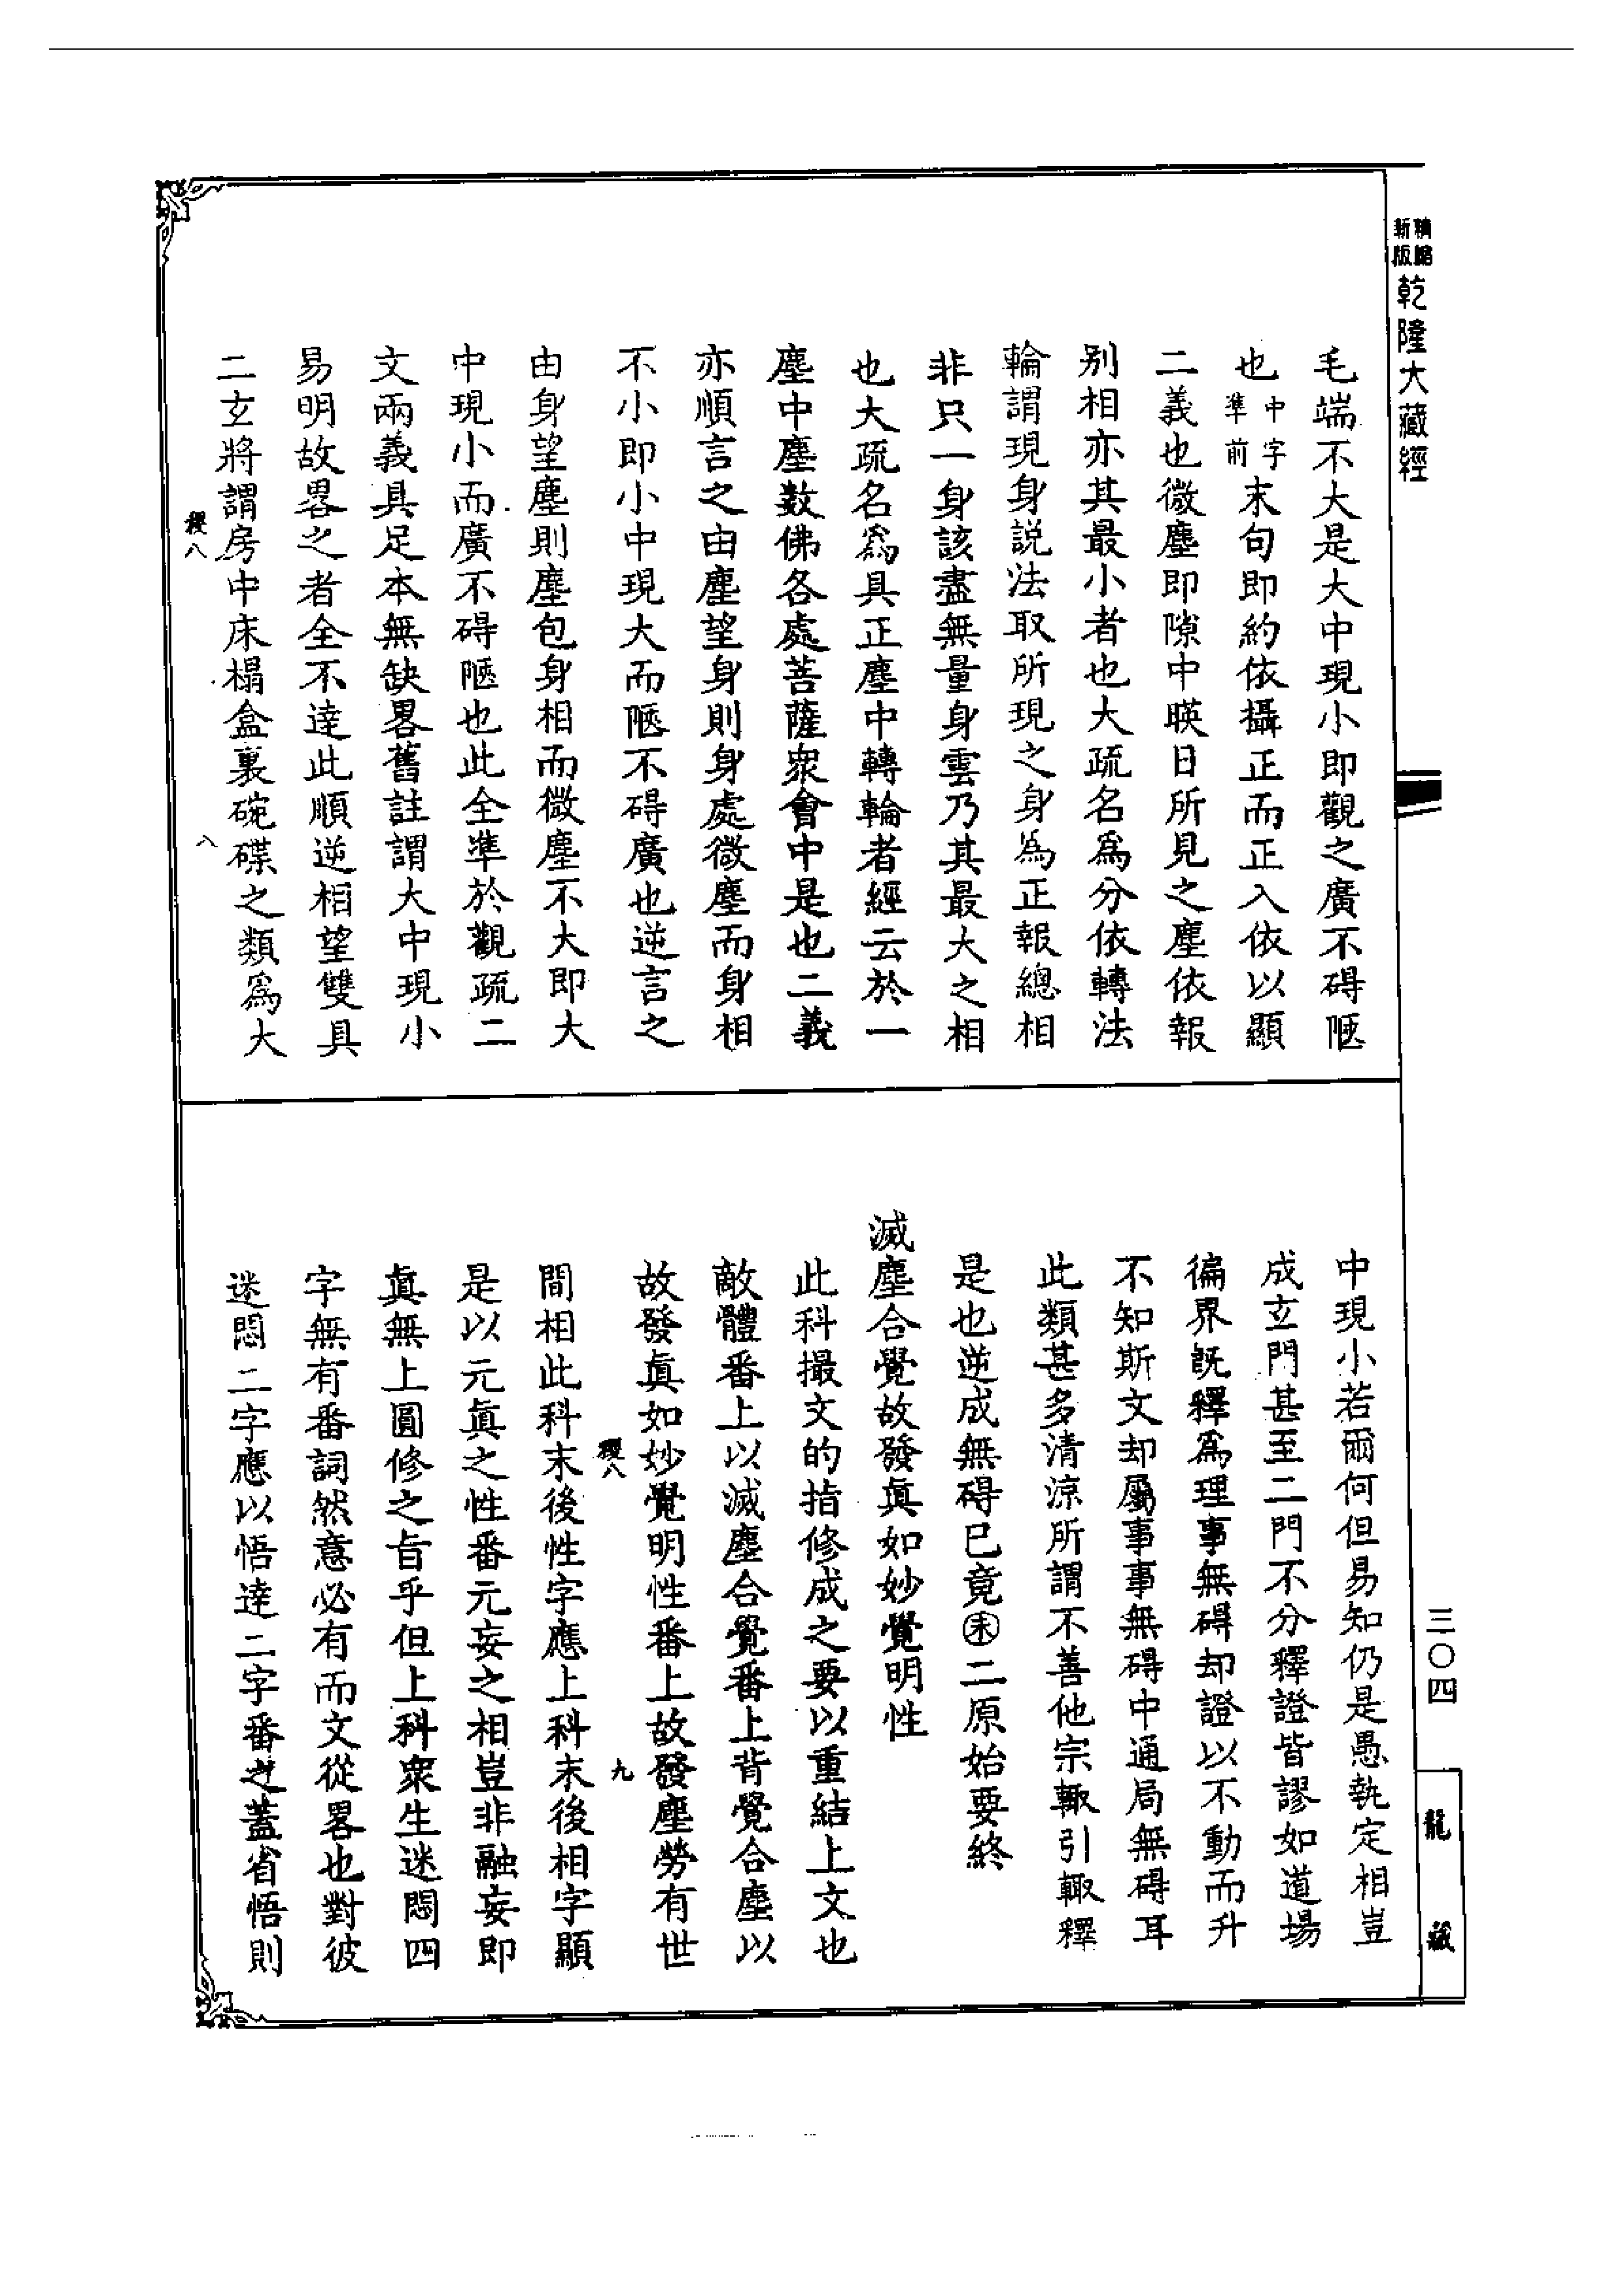 新版精縮乾隆大藏經
毛端不大是大中現小即觀之廣不碍陿
也中字準前末句即約依攝正而正入依以顯
二義也微塵即隙中暎日所見之塵依報
別相亦其最小者也大疏名爲分依轉法
輪謂現身説法取所現之身為正報總相
非只一身該盡無量身雲乃其最大之相
也大疏名爲具正塵中轉輪者經云於一
塵中塵数佛各處菩薩衆會中是也二義
亦順言之由塵望身則身處微塵而身相
不小即小中現大而陿不碍廣也逆言之
由身望塵則塵包身相而微塵不大即大
中現小而廣不碍陿也此全準於觀疏二
文兩義具足本無缺畧舊註謂大中現小
易明故畧之者全不達此順逆相望雙具
二玄將謂房中床榻盒裏碗碟之類爲大
稷八
八
中現小若爾何但易知仍是愚執定相豈
成玄門甚至二門不分釋證皆謬如道場
徧界旣釋爲理事無碍却證以不動而升
不知斯文却屬事事無碍中通局無碍耳
此類甚多清涼所謂不善他宗輙引輙釋
是也逆成無碍已竟㊍二原始要終
滅塵合覺故發眞如妙覺明性
此科撮文的指修成之要以重結上文也
敵體番上以滅塵合覺番上背覺合塵以
故發眞如妙覺明性番上故發塵勞有世
稷八
九
間相此科末後性字應上科末後相字顯
是以元眞之性番元妄之相豈非融妄即
眞無上圓修之旨乎但上科衆生迷悶四
字無有番詞然意必有而文從畧也對彼
迷悶二字應以悟達二字番之蓋省悟則
三〇四
龍藏